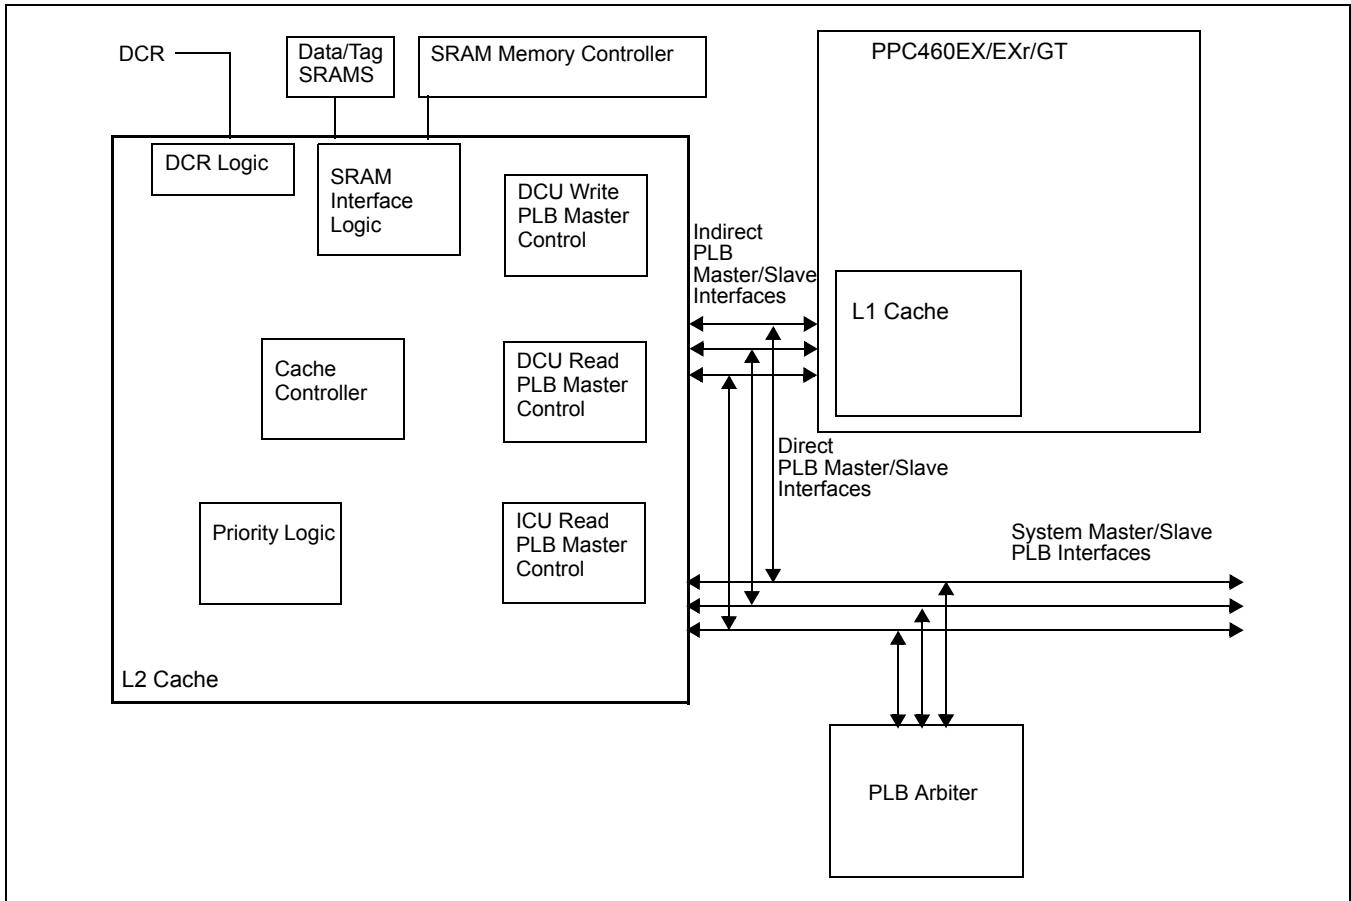 DCR
Data/Tag
SRAMS
SRAM Memory Controller
PPC460EX/EXr/GT
DCR Logic
SRAM
Interface
Logic
DCU Write
PLB Master
Control
Indirect
PLB
Master/Slave
Interfaces
L1 Cache
Cache
Controller
DCU Read
PLB Master
Control
Direct
PLB Master/Slave
Interfaces
Priority Logic
ICU Read
PLB Master
Control
System Master/Slave
PLB Interfaces
L2 Cache
PLB Arbiter